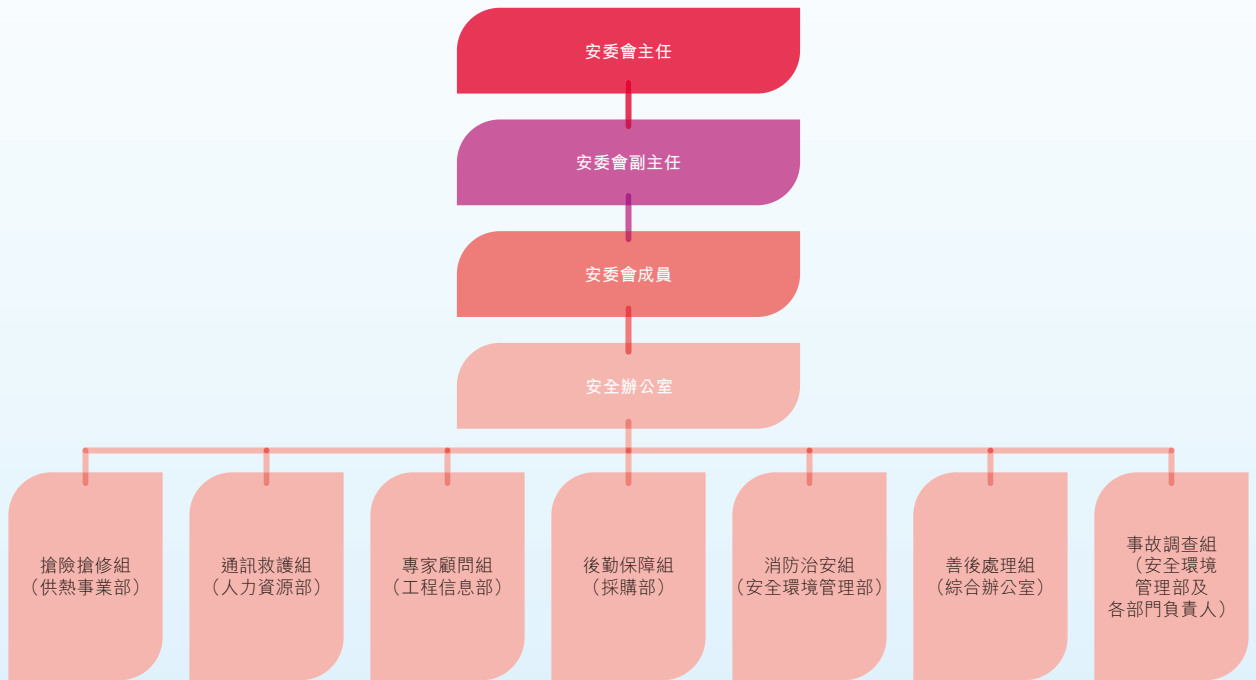 安委會主任
安委會副主任
安委會成員
安全辦公室
搶險搶修組
（供熱事業部）
通訊救護組
（人力資源部）
專家顧問組
（工程信息部）
後勤保障組
（採購部）
消防治安組
（安全環境管理部）
善後處理組
（綜合辦公室）
事故調查組
（安全環境
管理部及
各部門負責人）